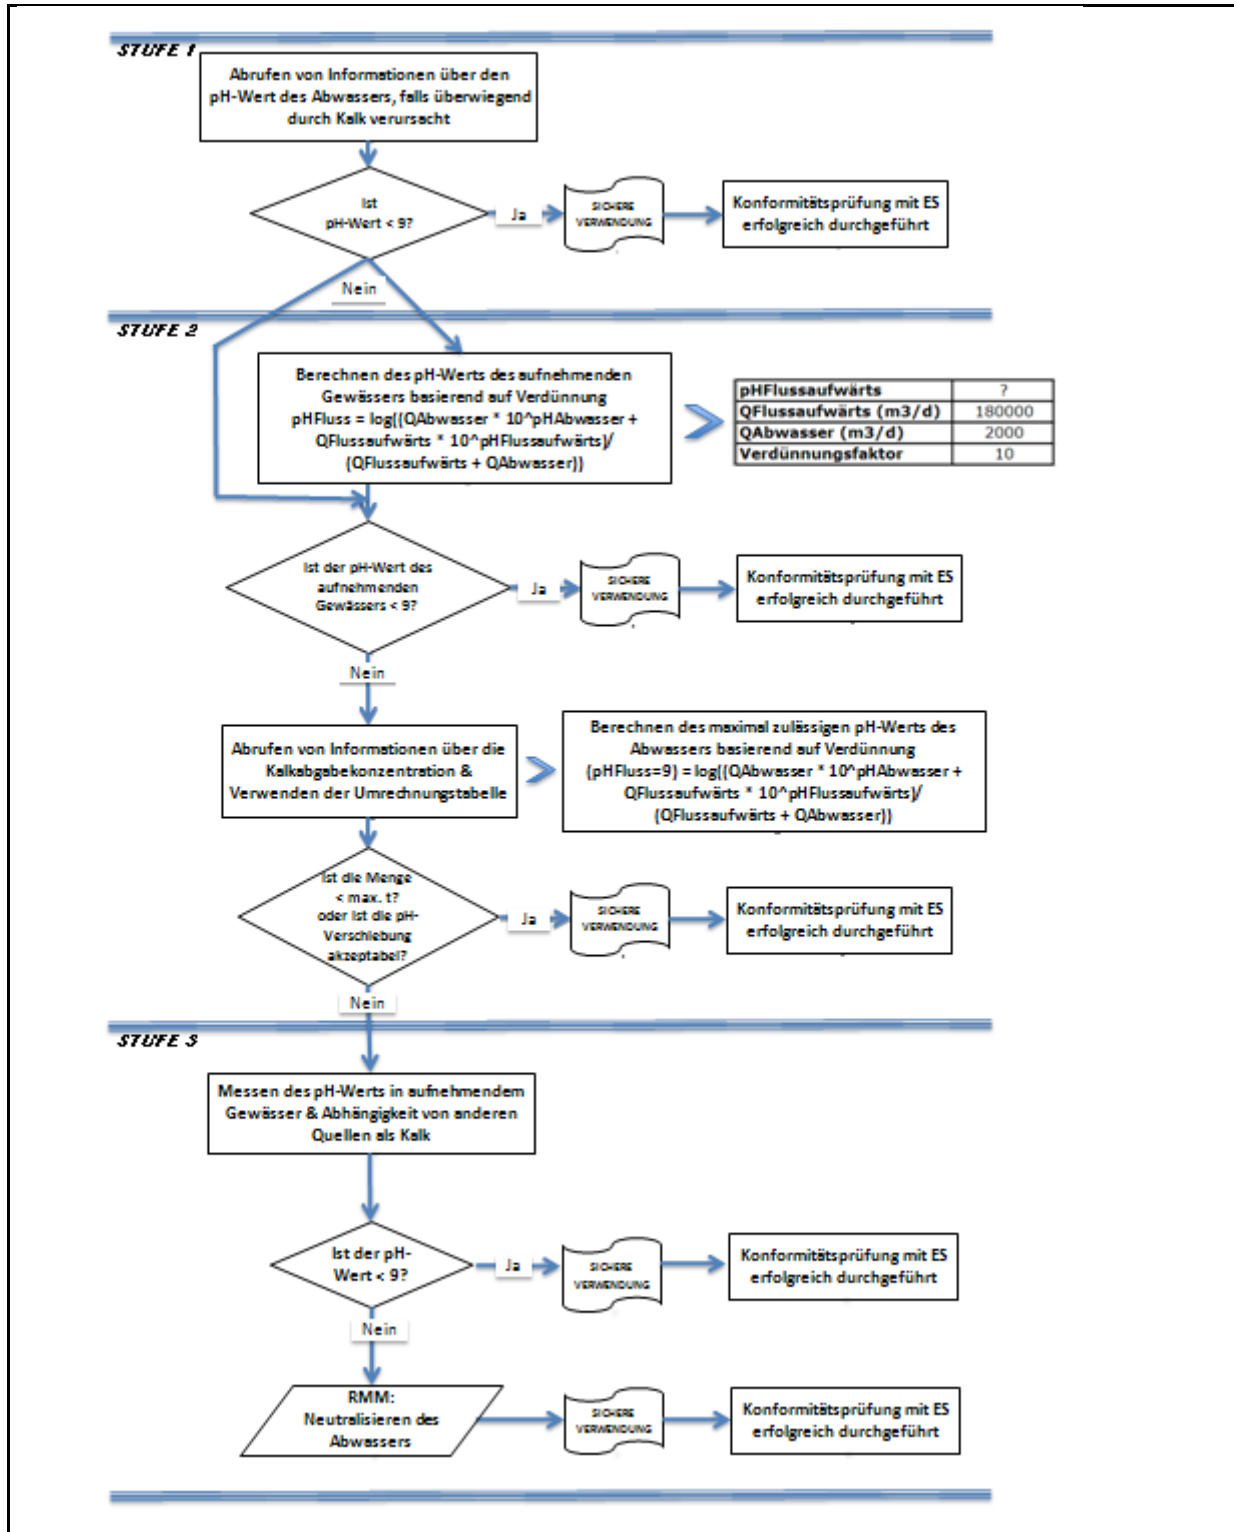 STUFE 1
Abrufen von Informationen über den
pH-Wert des Abwassers, falls überwiegend
durch Kalk verursacht
Ist
pH-Wert < 9?
Ja
SICHERE
VERWENDUNG
Konformitätsprüfung mit ES
erfolgreich durchgeführt
Nein
STUFE 2
Berechnen des pH-Werts des aufnehmenden
Gewässers basierend auf Verdünnung
pHFluss = log((QAbwasser * 10^pHAbwasser +
QFlussaufwärts * 10^pHFlussaufwärts)/
(QFlussaufwärts + QAbwasser))
pHFlussaufwärts ?
QFlussaufwärts (m3/d) 180000
QAbwasser (m3/d) 2000
Verdünnungsfaktor 10
Ist der pH-Wert des
aufnehmenden
Gewässers < 9?
Ja
SICHERE
VERWENDUNG
Konformitätsprüfung mit ES
erfolgreich durchgeführt
Nein
Abrufen von Informationen über die
Kalkabgabekonzentration &
Verwenden der Umrechnungstabelle
Berechnen des maximal zulässigen pH-Werts des
Abwassers basierend auf Verdünnung
(pHFluss=9) = log((QAbwasser * 10^pHAbwasser +
QFlussaufwärts * 10^pHFlussaufwärts)/
(QFlussaufwärts + QAbwasser))
Ist die Menge
< max. t?
oder ist die pH-
Verschiebung
akzeptabel?
Ja
SICHERE
VERWENDUNG
Konformitätsprüfung mit ES
erfolgreich durchgeführt
Nein
STUFE 3
Messen des pH-Werts in aufnehmendem
Gewässer & Abhängigkeit von anderen
Quellen als Kalk
Ist der pH-
Wert < 9?
Ja
SICHERE
VERWENDUNG
Konformitätsprüfung mit ES
erfolgreich durchgeführt
Nein
RMM:
Neutralisieren des
Abwassers
SICHERE
VERWENDUNG
Konformitätsprüfung mit ES
erfolgreich durchgeführt